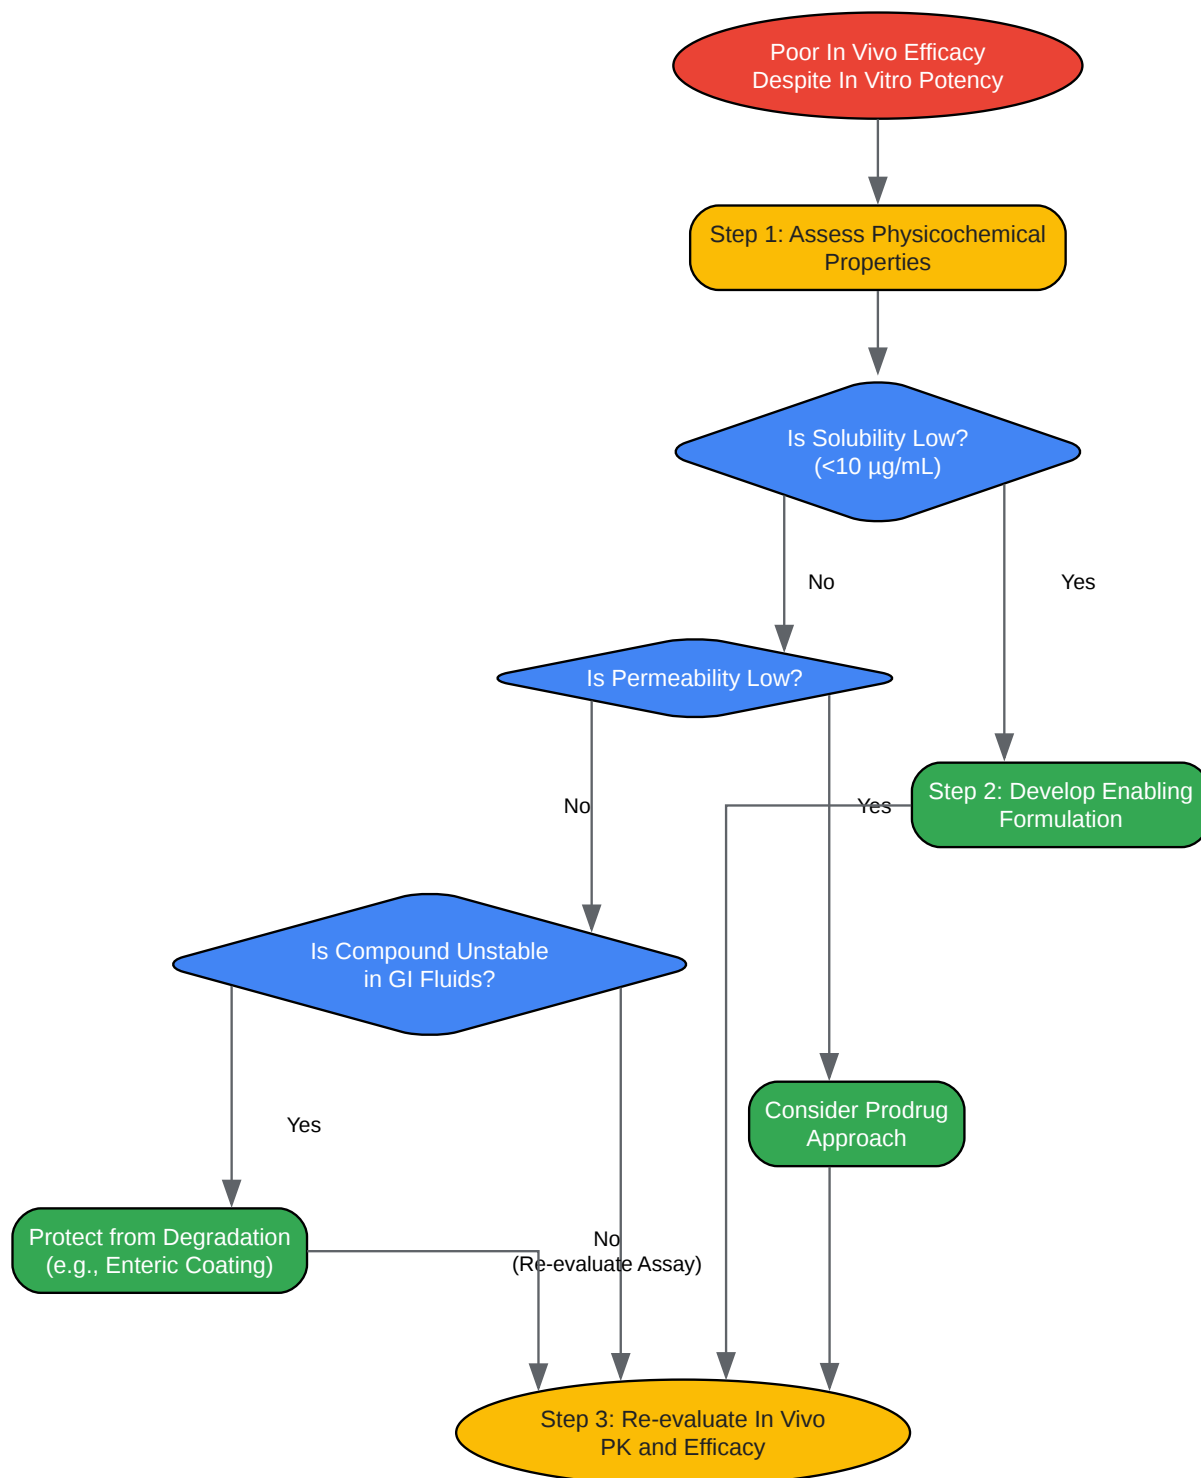 Poor In Vivo Efficacy
Despite In Vitro Potency
Step 1: Assess Physicochemical
Properties
Is Solubility Low?
(<10 µg/mL)
No
Yes
Is Permeability Low?
Step 2: Develop Enabling
Formulation
No
Yes
Is Compound Unstable
in GI Fluids?
Yes
Consider Prodrug
Approach
Protect from Degradation
(e.g., Enteric Coating)
No
(Re-evaluate Assay)
Step 3: Re-evaluate In Vivo
PK and Efficacy